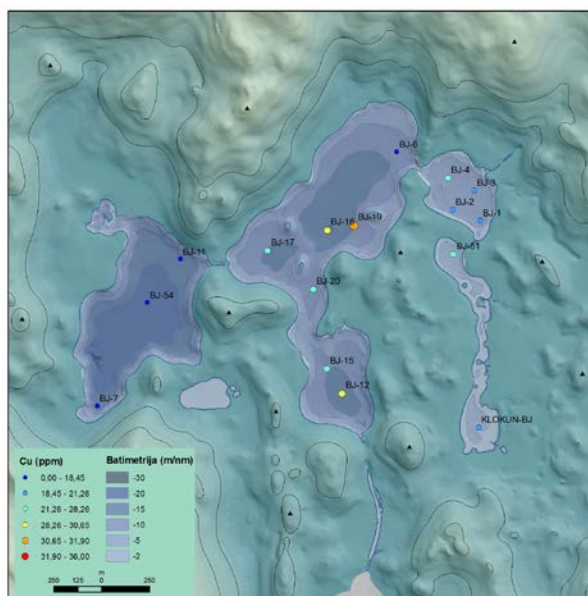 BJ-6
BJ-4
BJ-3
BJ-2
BJ-1
BJ-19
BJ-18
BJ-17
BJ-51
BJ-11
BJ-20
BJ-54
BJ-15
BJ-12
BJ-7
KLOKUN-BJ
Cu (ppm) Batimetrija (m/nm)
0,00 - 18,45 -30
18,45 - 21,26 -20
21,26 - 28,26 -15
28,26 - 30,65 -10
30,65 - 31,90 -5
31,90 - 36,00 -2
m
250 125 0 250